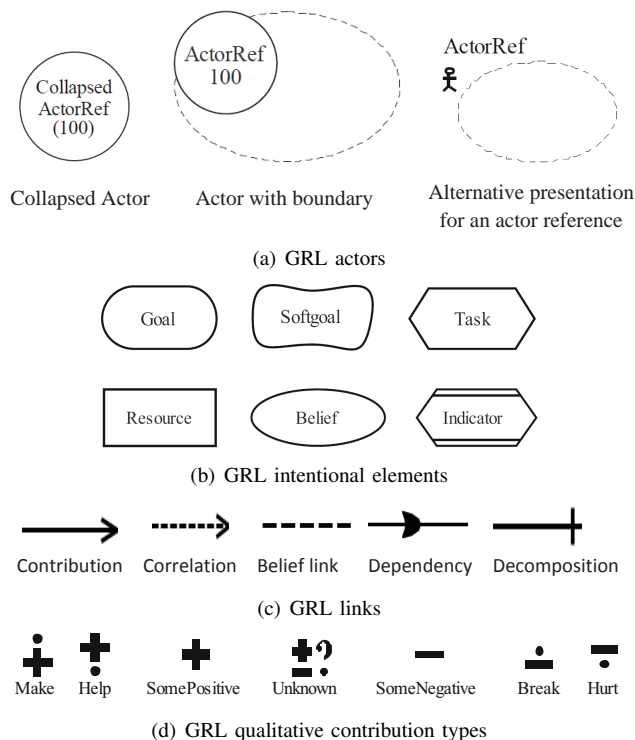 Collapsed
ActorRef
(100)
ActorRef
100
ActorRef
Collapsed Actor
Actor with boundary
Alternative presentation
for an actor reference
(a) GRL actors
Goal
Softgoal
Task
Resource
Belief
Indicator
(b) GRL intentional elements
Contribution
Correlation
Belief link
Dependency
Decomposition
(c) GRL links
Make
Help
SomePositive
Unknown
SomeNegative
Break
Hurt
(d) GRL qualitative contribution types